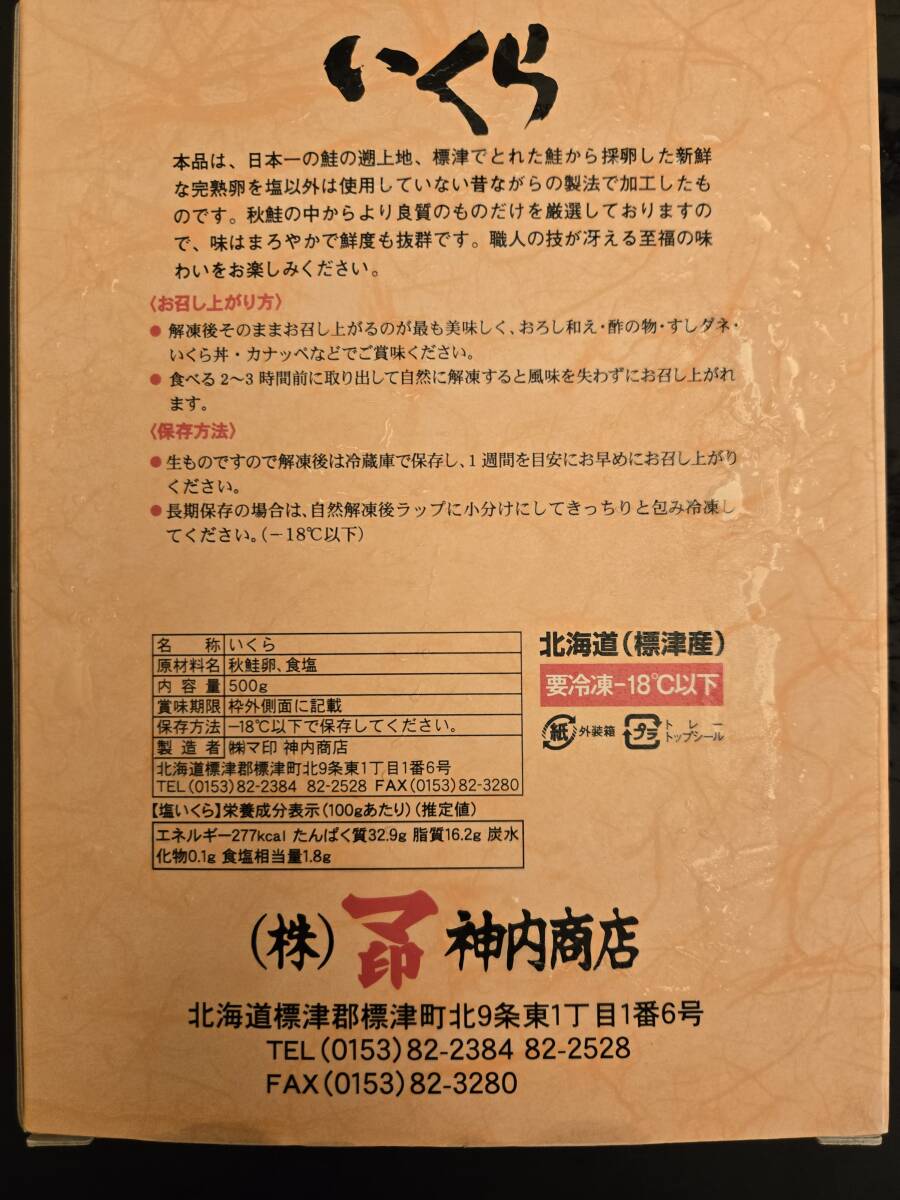 いくら
本品は、日本一の鮭の遡上地、標津でとれた鮭から採卵した新鮮
な完熟卵を塩以外は使用していない昔ながらの製法で加工したも
のです。秋鮭の中からより良質のものだけを厳選しておりますの
で、味はまろやかで鮮度も抜群です。職人の技が冴える至福の味
わいをお楽しみください。
〈お召し上がり方〉
● 解凍後そのままお召し上がるのが最も美味しく、おろし和え・酢の物・すしダネ・
いくら丼・カナッペなどでご賞味ください。
● 食べる2〜3時間前に取り出して自然に解凍すると風味を失わずにお召し上がれ
ます。
〈保存方法〉
● 生ものですので解凍後は冷蔵庫で保存し、1週間を目安にお早めにお召し上がり
ください。
● 長期保存の場合は、自然解凍後ラップに小分けにしてきっちりと包み冷凍し
てください。(−18℃以下)
名称 いくら
原材料名 秋鮭卵、食塩
内容量 500g
賞味期限 枠外側面に記載
保存方法 −18℃以下で保存してください。
製造者 ㈱マ印 神内商店
北海道標津郡標津町北9条東1丁目1番6号
TEL(0153)82-2384 82-2528 FAX(0153)82-3280
【塩いくら】栄養成分表示(100gあたり)(推定値)
エネルギー277kcal たんぱく質32.9g 脂質16.2g 炭水
化物0.1g 食塩相当量1.8g
北海道(標津産)
要冷凍−18℃以下
紙 外装箱 プラ トレー
トップシール
(株)マ印 神内商店
北海道標津郡標津町北9条東1丁目1番6号
TEL(0153)82-2384 82-2528
FAX(0153)82-3280